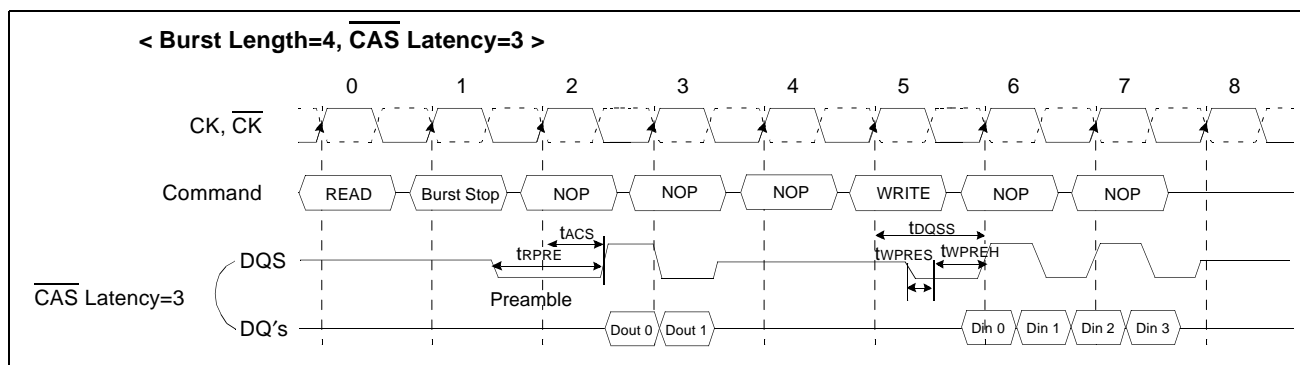 < Burst Length=4, CAS Latency=3 >
0 1 2 3 4 5 6 7 8
CK, CK
Command READ Burst Stop NOP NOP NOP WRITE NOP NOP
tDQSS
tACS
tRPRE tWPRES tWPREH
DQS
CAS Latency=3
Preamble
DQ's Dout 0 Dout 1 Din 0 Din 1 Din 2 Din 3